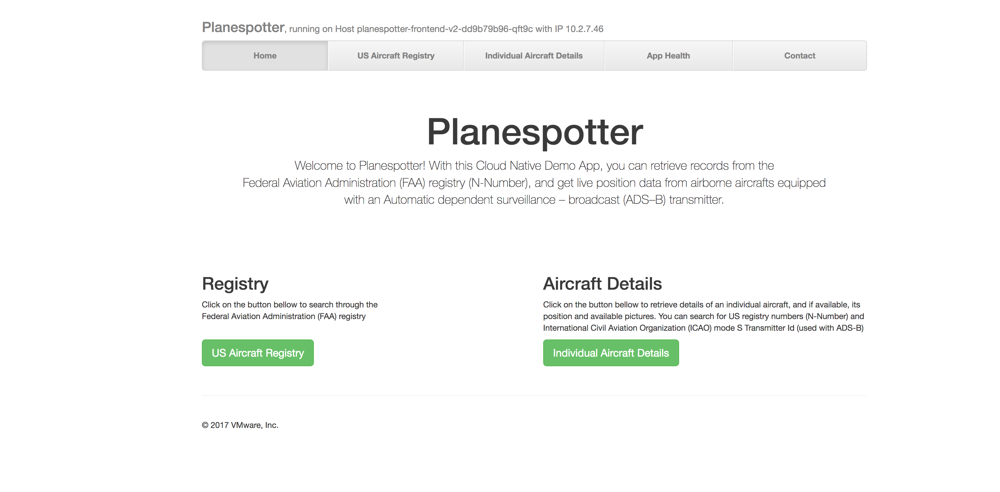 Planespotter, running on Host planespotter-frontend-v2-dd9b79b96-qft9c with IP 10.2.7.46
Home
US Aircraft Registry
Individual Aircraft Details
App Health
Contact
Planespotter
Welcome to Planespotter! With this Cloud Native Demo App, you can retrieve records from the
Federal Aviation Administration (FAA) registry (N-Number), and get live position data from airborne aircrafts equipped
with an Automatic dependent surveillance – broadcast (ADS–B) transmitter.
Registry
Click on the button bellow to search through the
Federal Aviation Administration (FAA) registry
US Aircraft Registry
Aircraft Details
Click on the button bellow to retrieve details of an individual aircraft, and if available, its
position and available pictures. You can search for US registry numbers (N-Number) and
International Civil Aviation Organization (ICAO) mode S Transmitter Id (used with ADS-B)
Individual Aircraft Details
© 2017 VMware, Inc.